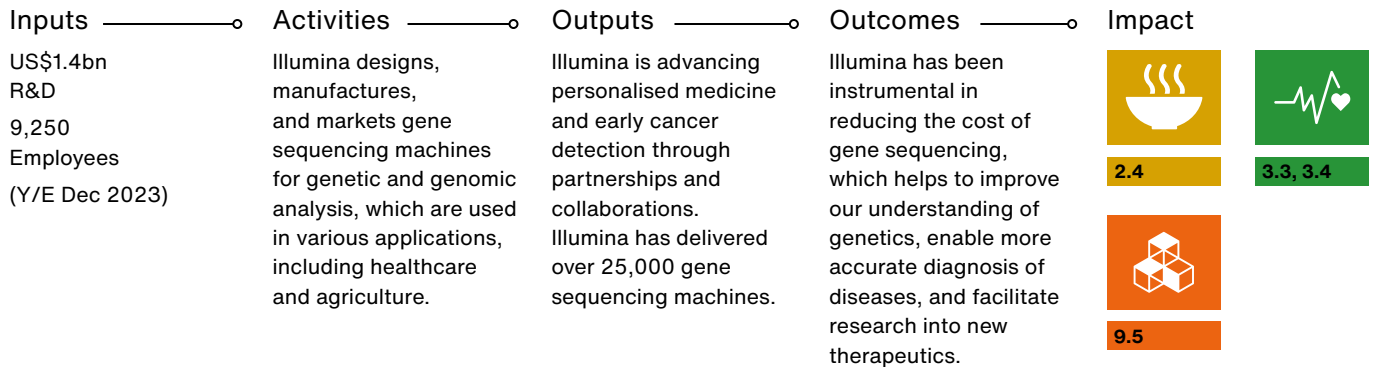 Inputs
US$1.4bn
R&D
9,250
Employees
(Y/E Dec 2023)
Activities
Illumina designs,
manufactures,
and markets gene
sequencing machines
for genetic and genomic
analysis, which are used
in various applications,
including healthcare
and agriculture.
Outputs
Illumina is advancing
personalised medicine
and early cancer
detection through
partnerships and
collaborations.
Illumina has delivered
over 25,000 gene
sequencing machines.
Outcomes
Illumina has been
instrumental in
reducing the cost of
gene sequencing,
which helps to improve
our understanding of
genetics, enable more
accurate diagnosis of
diseases, and facilitate
research into new
therapeutics.
Impact
2.4
3.3, 3.4
9.5